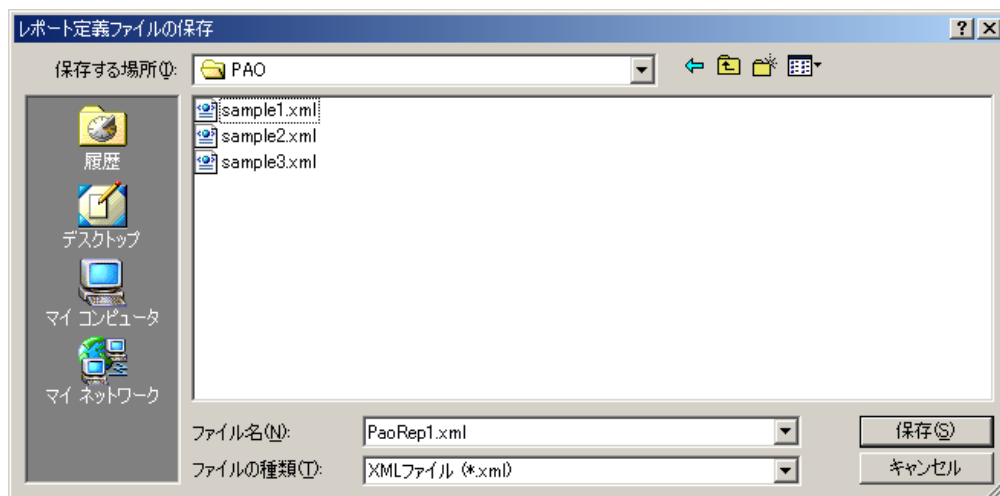 レポート定義ファイルの保存
保存する場所(I):
PAO
sample1.xml
sample2.xml
sample3.xml
履歴
デスクトップ
マイ コンピュータ
マイ ネットワーク
ファイル名(N):
PaoRep1.xml
保存(S)
ファイルの種類(T):
XMLファイル (*.xml)
キャンセル